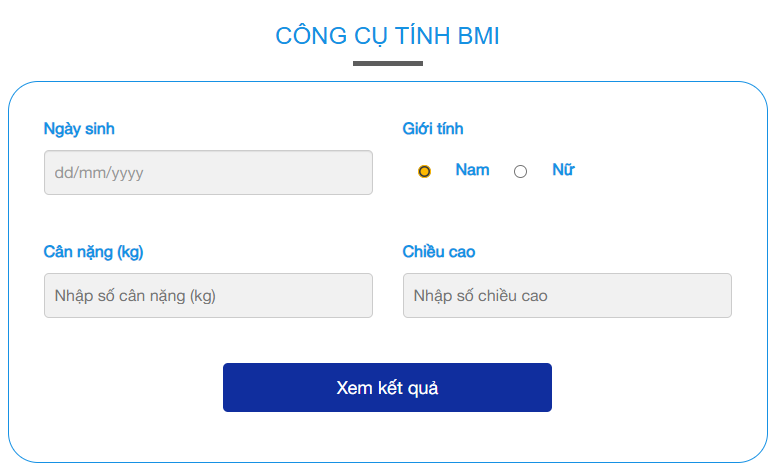 CÔNG CỤ TÍNH BMI
Ngày sinh
Giới tính
dd/mm/yyyy
Nam
Nữ
Cân nặng (kg)
Chiều cao
Nhập số cân nặng (kg)
Nhập số chiều cao
Xem kết quả